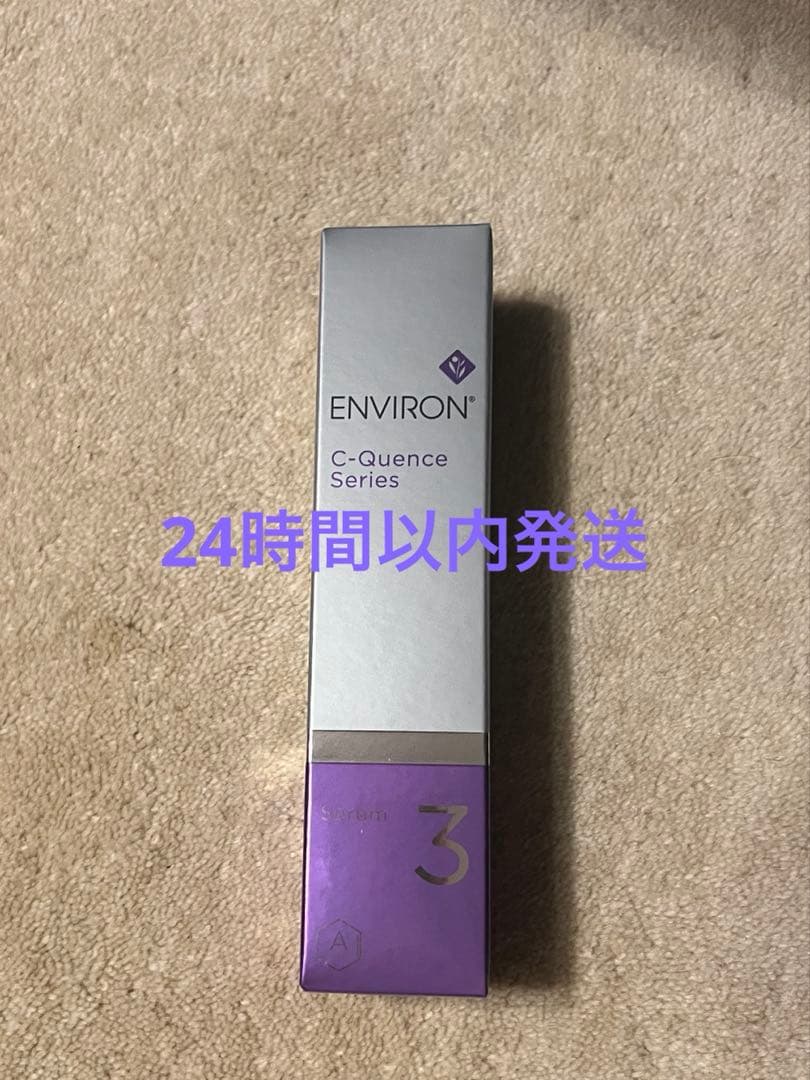 ENVIRON®
C-Quence
Series
24時間以内発送
Serum
3
A